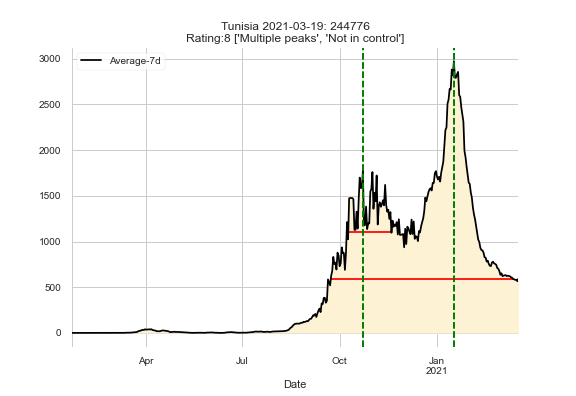 Tunisia 2021-03-19: 244776
Rating:8 ['Multiple peaks', 'Not in control']
Average-7d
3000
2500
2000
1500
1000
500
0
Apr
Jul
Oct
Jan
2021
Date